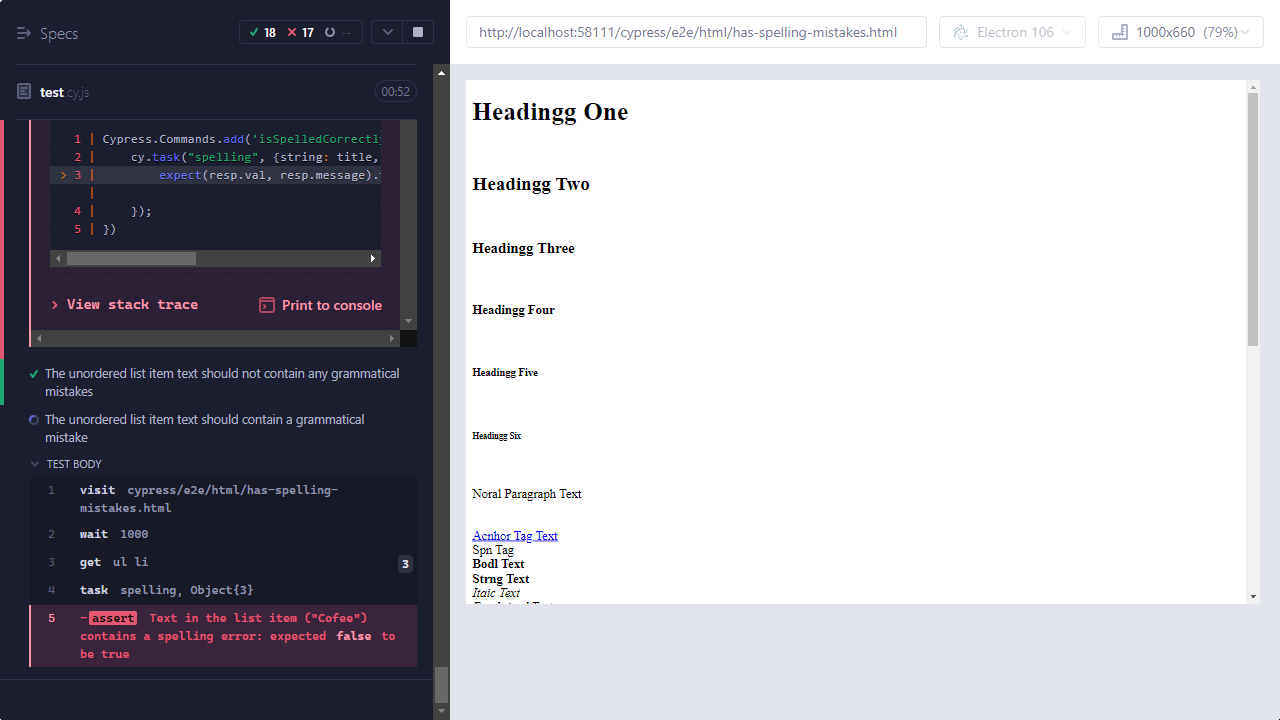 Specs
18 17 --
test cy.js
00:52
1 | Cypress.Commands.add('isSpelledCorrectly
2 | cy.task("spelling", {string: title,
> 3 | expect(resp.val, resp.message).
|
4 | });
5 | })
View stack trace
Print to console
The unordered list item text should not contain any grammatical
mistakes
The unordered list item text should contain a grammatical
mistake
TEST BODY
1 visit cypress/e2e/html/has-spelling-
mistakes.html
2 wait 1000
3 get ul li 3
4 task spelling, Object{3}
5 -assert Text in the list item ("Cofee")
contains a spelling error: expected false to
be true
http://localhost:58111/cypress/e2e/html/has-spelling-mistakes.html
Electron 106
1000x660 (79%)
Headingg One
Headingg Two
Headingg Three
Headingg Four
Headingg Five
Headingg Six
Noral Paragraph Text
Acnhor Tag Text
Spn Tag
Bodl Text
Strng Text
Itaic Text